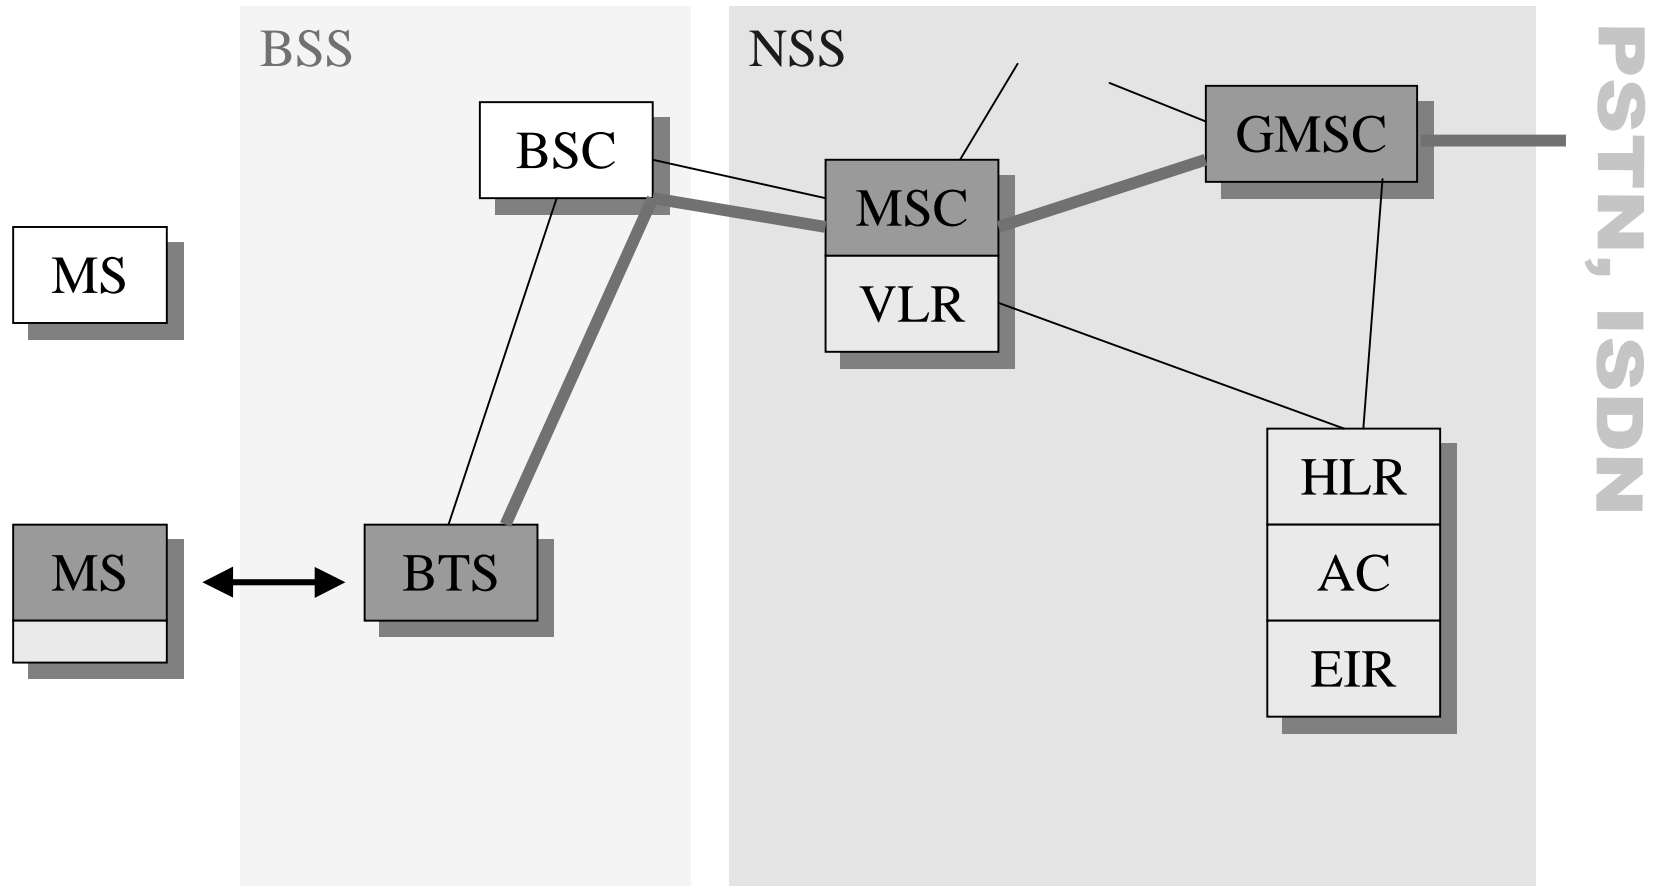 BSS
NSS
BSC
GMSC
MSC
VLR
MS
MS
BTS
HLR
AC
EIR
PSTN, ISDN